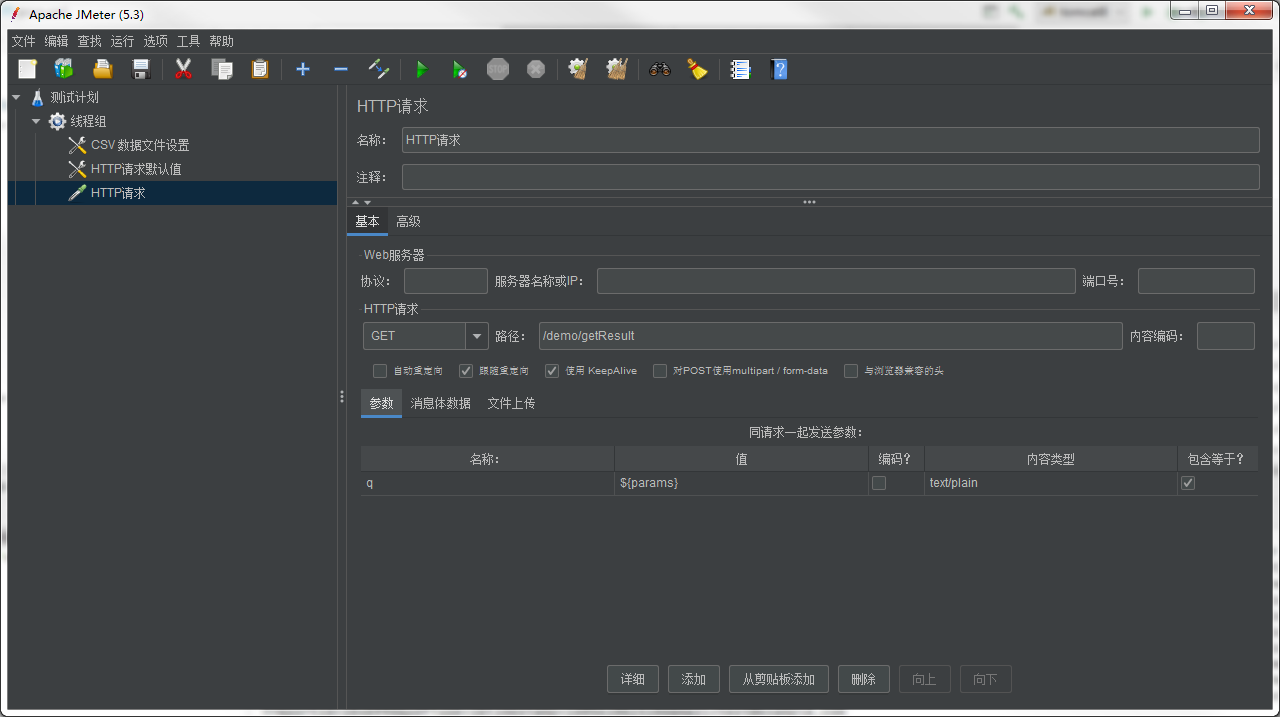 Apache JMeter (5.3)
文件 编辑 查找 运行 选项 工具 帮助
STOP
测试计划
线程组
CSV 数据文件设置
HTTP请求默认值
HTTP请求
HTTP请求
名称： HTTP请求
注释：
基本 高级
Web服务器
协议： 服务器名称或IP： 端口号：
HTTP请求
GET 路径： /demo/getResult 内容编码：
自动重定向 跟随重定向 使用 KeepAlive 对POST使用multipart / form-data 与浏览器兼容的头
参数 消息体数据 文件上传
同请求一起发送参数：
名称： 值 编码？ 内容类型 包含等于？
q ${params} text/plain
详细 添加 从剪贴板添加 删除 向上 向下